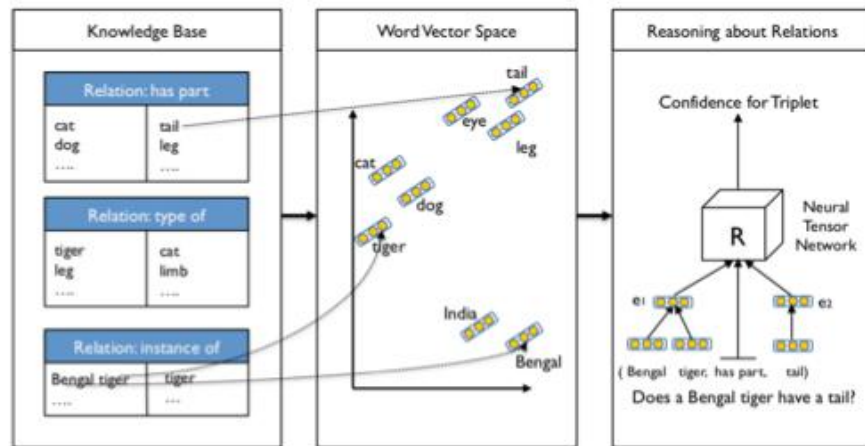 Knowledge Base
Relation: has part
cat tail
dog leg
.... ....
Relation: type of
tiger cat
leg limb
.... ....
Relation: instance of
Bengal tiger tiger
.... ...
Word Vector Space
tail
eye
leg
cat
dog
tiger
India
Bengal
Reasoning about Relations
Confidence for Triplet
R
Neural
Tensor
Network
e1 e2
( Bengal tiger, has part, tail)
Does a Bengal tiger have a tail?